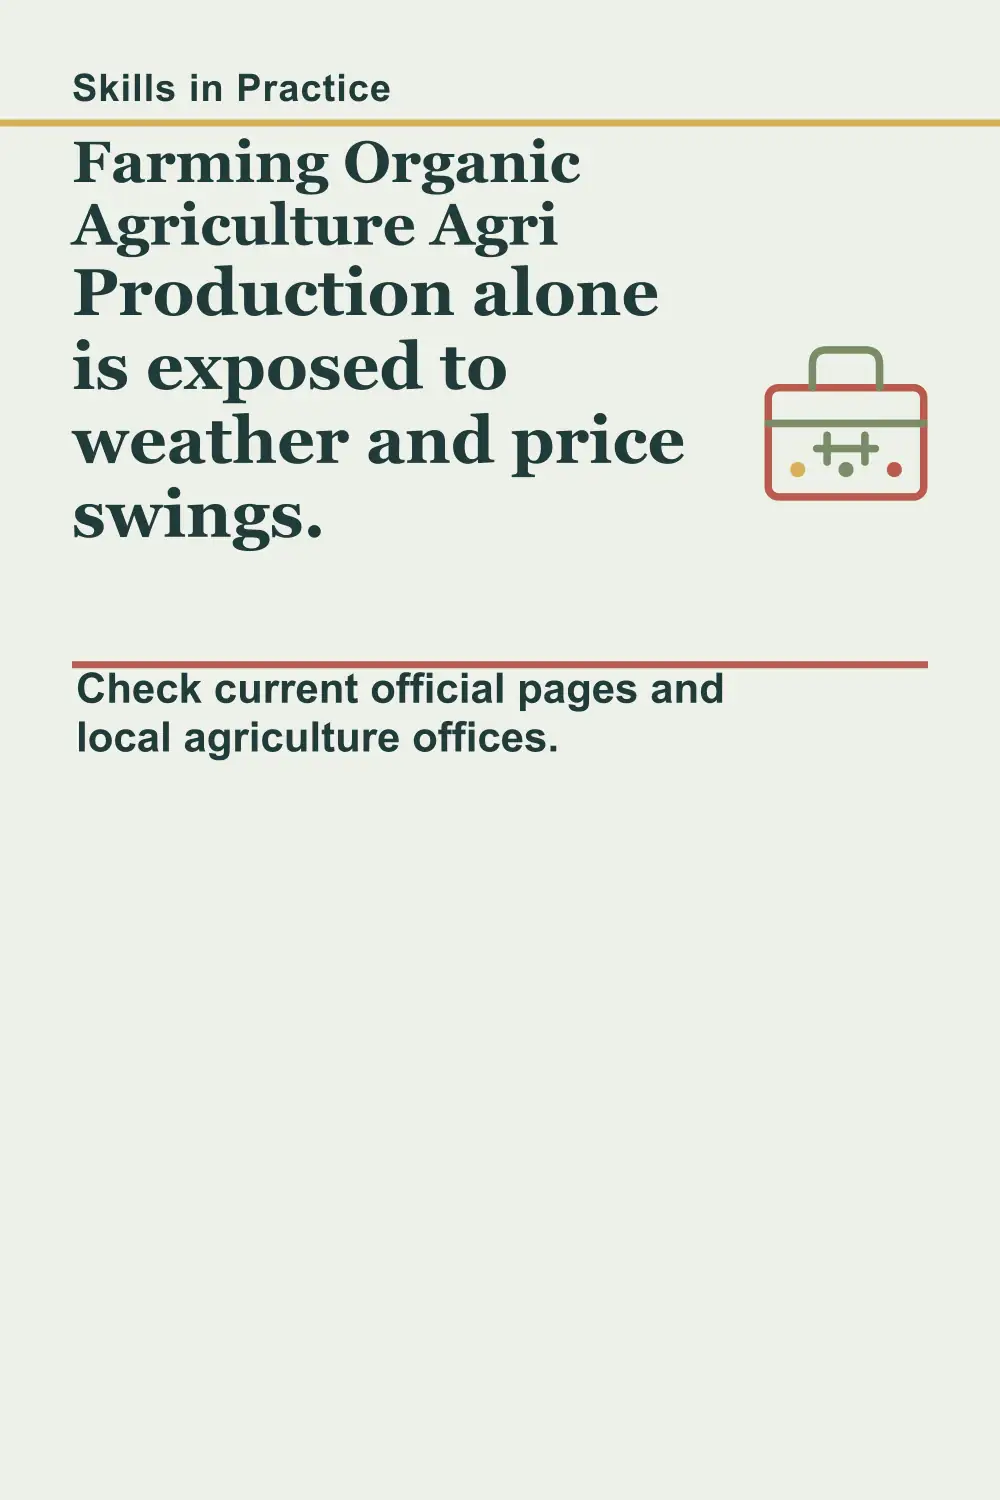 Skills in Practice
Farming Organic
Agriculture Agri
Production alone
is exposed to
weather and price
swings.
Check current official pages and
local agriculture offices.